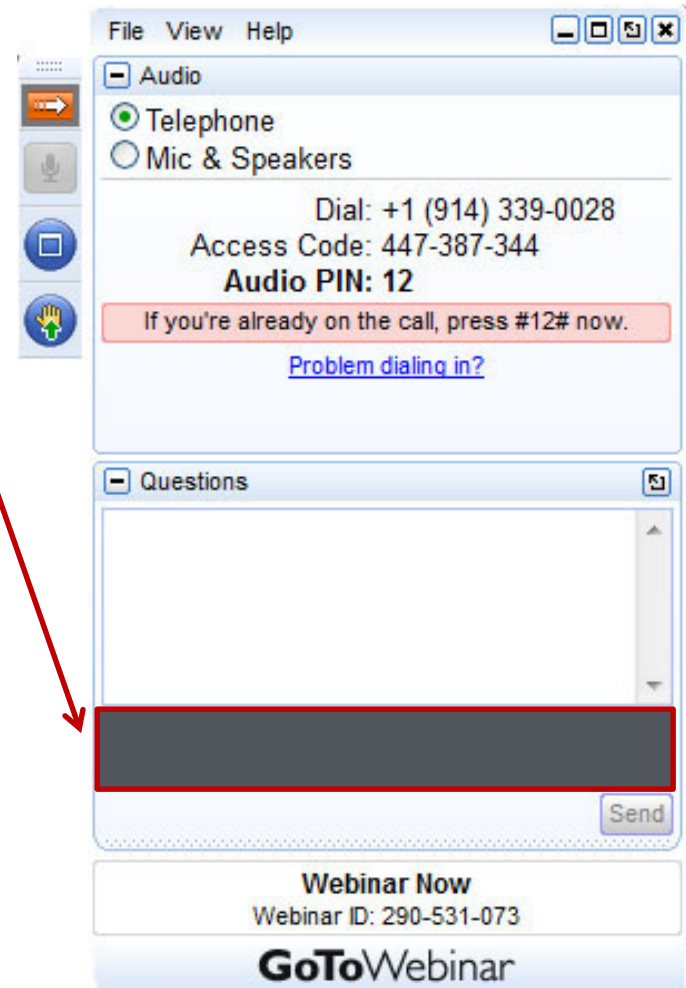 File View Help
Audio
Telephone
Mic & Speakers
Dial: +1 (914) 339-0028
Access Code: 447-387-344
Audio PIN: 12
If you're already on the call, press #12# now.
Problem dialing in?
Questions
Send
Webinar Now
Webinar ID: 290-531-073
GoToWebinar